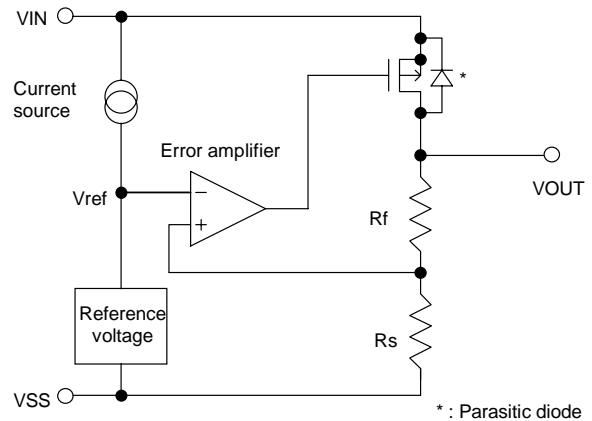 VIN
Current
source
*
Error amplifier
Vref
−
+
VOUT
Rf
Reference
voltage
Rs
VSS
* : Parasitic diode